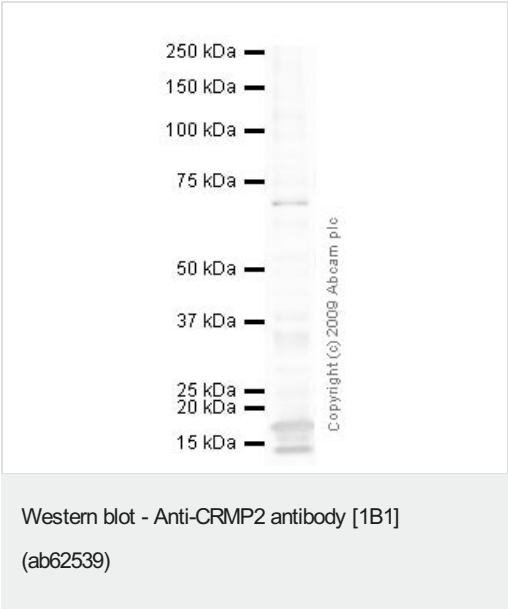 250 kDa
150 kDa
100 kDa
75 kDa
50 kDa
37 kDa
25 kDa
20 kDa
15 kDa
Copyright (c) 2009 Abcam plc
Western blot - Anti-CRMP2 antibody [1B1]
(ab62539)